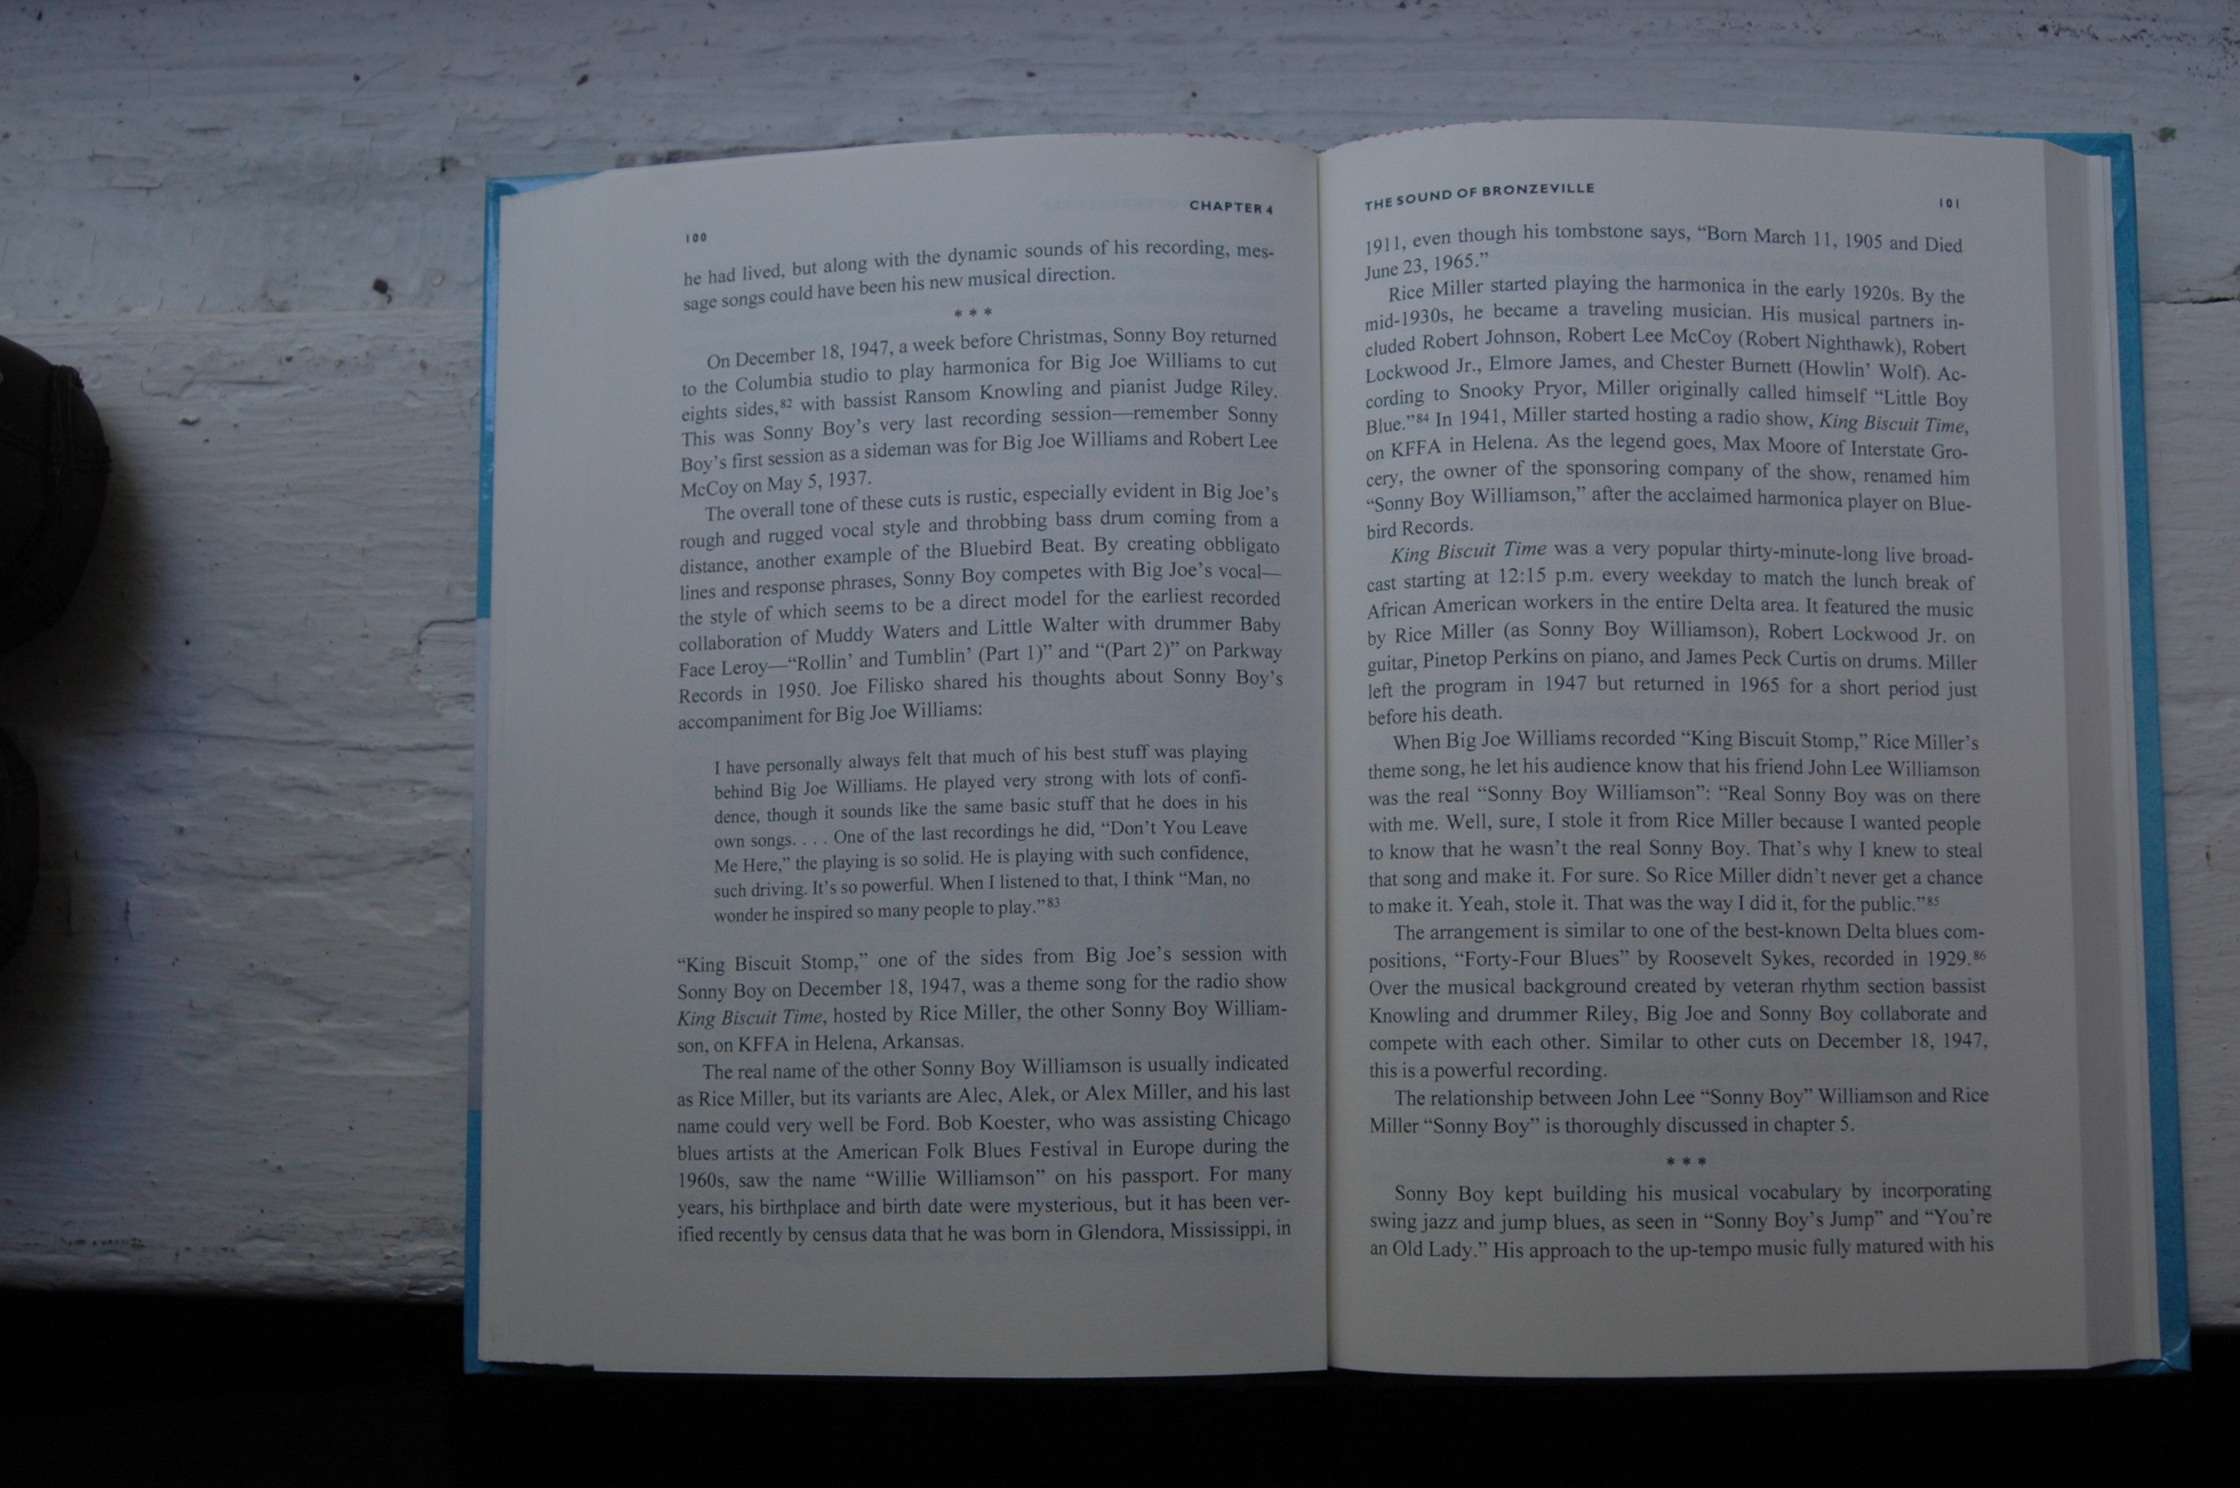 100
CHAPTER 4
he had lived, but along with the dynamic sounds of his recording, mes-
sage songs could have been his new musical direction.
* * *
On December 18, 1947, a week before Christmas, Sonny Boy returned
to the Columbia studio to play harmonica for Big Joe Williams to cut
eights sides,82 with bassist Ransom Knowling and pianist Judge Riley.
This was Sonny Boy's very last recording session—remember Sonny
Boy's first session as a sideman was for Big Joe Williams and Robert Lee
McCoy on May 5, 1937.
The overall tone of these cuts is rustic, especially evident in Big Joe's
rough and rugged vocal style and throbbing bass drum coming from a
distance, another example of the Bluebird Beat. By creating obbligato
lines and response phrases, Sonny Boy competes with Big Joe's vocal—
the style of which seems to be a direct model for the earliest recorded
collaboration of Muddy Waters and Little Walter with drummer Baby
Face Leroy—“Rollin' and Tumblin' (Part 1)” and “(Part 2)” on Parkway
Records in 1950. Joe Filisko shared his thoughts about Sonny Boy's
accompaniment for Big Joe Williams:
I have personally always felt that much of his best stuff was playing
behind Big Joe Williams. He played very strong with lots of confi-
dence, though it sounds like the same basic stuff that he does in his
own songs. . . . One of the last recordings he did, “Don't You Leave
Me Here,” the playing is so solid. He is playing with such confidence,
such driving. It's so powerful. When I listened to that, I think “Man, no
wonder he inspired so many people to play.”83
“King Biscuit Stomp,” one of the sides from Big Joe's session with
Sonny Boy on December 18, 1947, was a theme song for the radio show
King Biscuit Time, hosted by Rice Miller, the other Sonny Boy William-
son, on KFFA in Helena, Arkansas.
The real name of the other Sonny Boy Williamson is usually indicated
as Rice Miller, but its variants are Alec, Alek, or Alex Miller, and his last
name could very well be Ford. Bob Koester, who was assisting Chicago
blues artists at the American Folk Blues Festival in Europe during the
1960s, saw the name “Willie Williamson” on his passport. For many
years, his birthplace and birth date were mysterious, but it has been ver-
ified recently by census data that he was born in Glendora, Mississippi, in
THE SOUND OF BRONZEVILLE
101
1911, even though his tombstone says, “Born March 11, 1905 and Died
June 23, 1965.”
Rice Miller started playing the harmonica in the early 1920s. By the
mid-1930s, he became a traveling musician. His musical partners in-
cluded Robert Johnson, Robert Lee McCoy (Robert Nighthawk), Robert
Lockwood Jr., Elmore James, and Chester Burnett (Howlin' Wolf). Ac-
cording to Snooky Pryor, Miller originally called himself “Little Boy
Blue.”84 In 1941, Miller started hosting a radio show, King Biscuit Time,
on KFFA in Helena. As the legend goes, Max Moore of Interstate Gro-
cery, the owner of the sponsoring company of the show, renamed him
“Sonny Boy Williamson,” after the acclaimed harmonica player on Blue-
bird Records.
King Biscuit Time was a very popular thirty-minute-long live broad-
cast starting at 12:15 p.m. every weekday to match the lunch break of
African American workers in the entire Delta area. It featured the music
by Rice Miller (as Sonny Boy Williamson), Robert Lockwood Jr. on
guitar, Pinetop Perkins on piano, and James Peck Curtis on drums. Miller
left the program in 1947 but returned in 1965 for a short period just
before his death.
When Big Joe Williams recorded “King Biscuit Stomp,” Rice Miller's
theme song, he let his audience know that his friend John Lee Williamson
was the real “Sonny Boy Williamson”: “Real Sonny Boy was on there
with me. Well, sure, I stole it from Rice Miller because I wanted people
to know that he wasn't the real Sonny Boy. That's why I knew to steal
that song and make it. For sure. So Rice Miller didn't never get a chance
to make it. Yeah, stole it. That was the way I did it, for the public.”85
The arrangement is similar to one of the best-known Delta blues com-
positions, “Forty-Four Blues” by Roosevelt Sykes, recorded in 1929.86
Over the musical background created by veteran rhythm section bassist
Knowling and drummer Riley, Big Joe and Sonny Boy collaborate and
compete with each other. Similar to other cuts on December 18, 1947,
this is a powerful recording.
The relationship between John Lee “Sonny Boy” Williamson and Rice
Miller “Sonny Boy” is thoroughly discussed in chapter 5.
* * *
Sonny Boy kept building his musical vocabulary by incorporating
swing jazz and jump blues, as seen in “Sonny Boy's Jump” and “You're
an Old Lady.” His approach to the up-tempo music fully matured with his